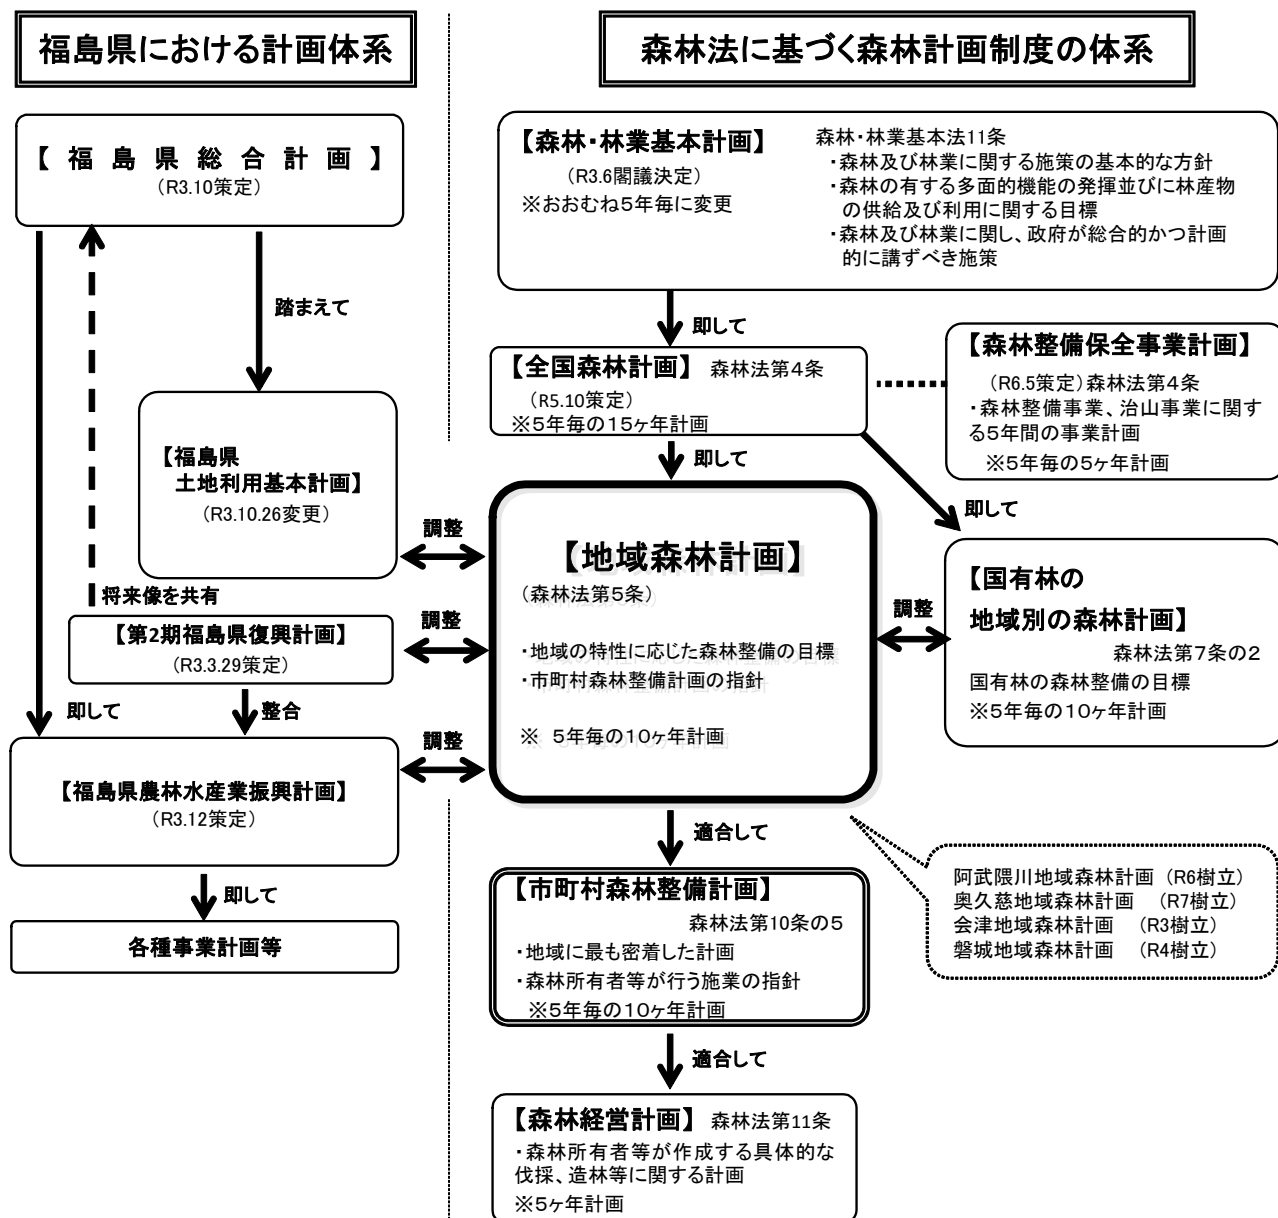 福島県における計画体系
【 福 島 県 総 合 計 画 】
(R3.10策定)
踏まえて
【福島県
土地利用基本計画】
(R3.10.26変更)
将来像を共有
【第2期福島県復興計画】
(R3.3.29策定)
即して
整合
【福島県農林水産業振興計画】
(R3.12策定)
即して
各種事業計画等
調整
調整
調整
森林法に基づく森林計画制度の体系
【森林・林業基本計画】
(R3.6閣議決定)
※おおむね5年毎に変更
森林・林業基本法11条
・森林及び林業に関する施策の基本的な方針
・森林の有する多面的機能の発揮並びに林産物
の供給及び利用に関する目標
・森林及び林業に関し、政府が総合的かつ計画
的に講ずべき施策
即して
【全国森林計画】 森林法第4条
(R5.10策定)
※5年毎の15ヶ年計画
【森林整備保全事業計画】
(R6.5策定)森林法第4条
・森林整備事業、治山事業に関す
る5年間の事業計画
※5年毎の5ヶ年計画
即して
即して
【地域森林計画】
(森林法第5条)
・地域の特性に応じた森林整備の目標
・市町村森林整備計画の指針
※ 5年毎の10ヶ年計画
調整
【国有林の
地域別の森林計画】
森林法第7条の2
国有林の森林整備の目標
※5年毎の10ヶ年計画
適合して
阿武隈川地域森林計画 (R6樹立)
奥久慈地域森林計画 (R7樹立)
会津地域森林計画 (R3樹立)
磐城地域森林計画 (R4樹立)
【市町村森林整備計画】
森林法第10条の5
・地域に最も密着した計画
・森林所有者等が行う施業の指針
※5年毎の10ヶ年計画
適合して
【森林経営計画】 森林法第11条
・森林所有者等が作成する具体的な
伐採、造林等に関する計画
※5ヶ年計画